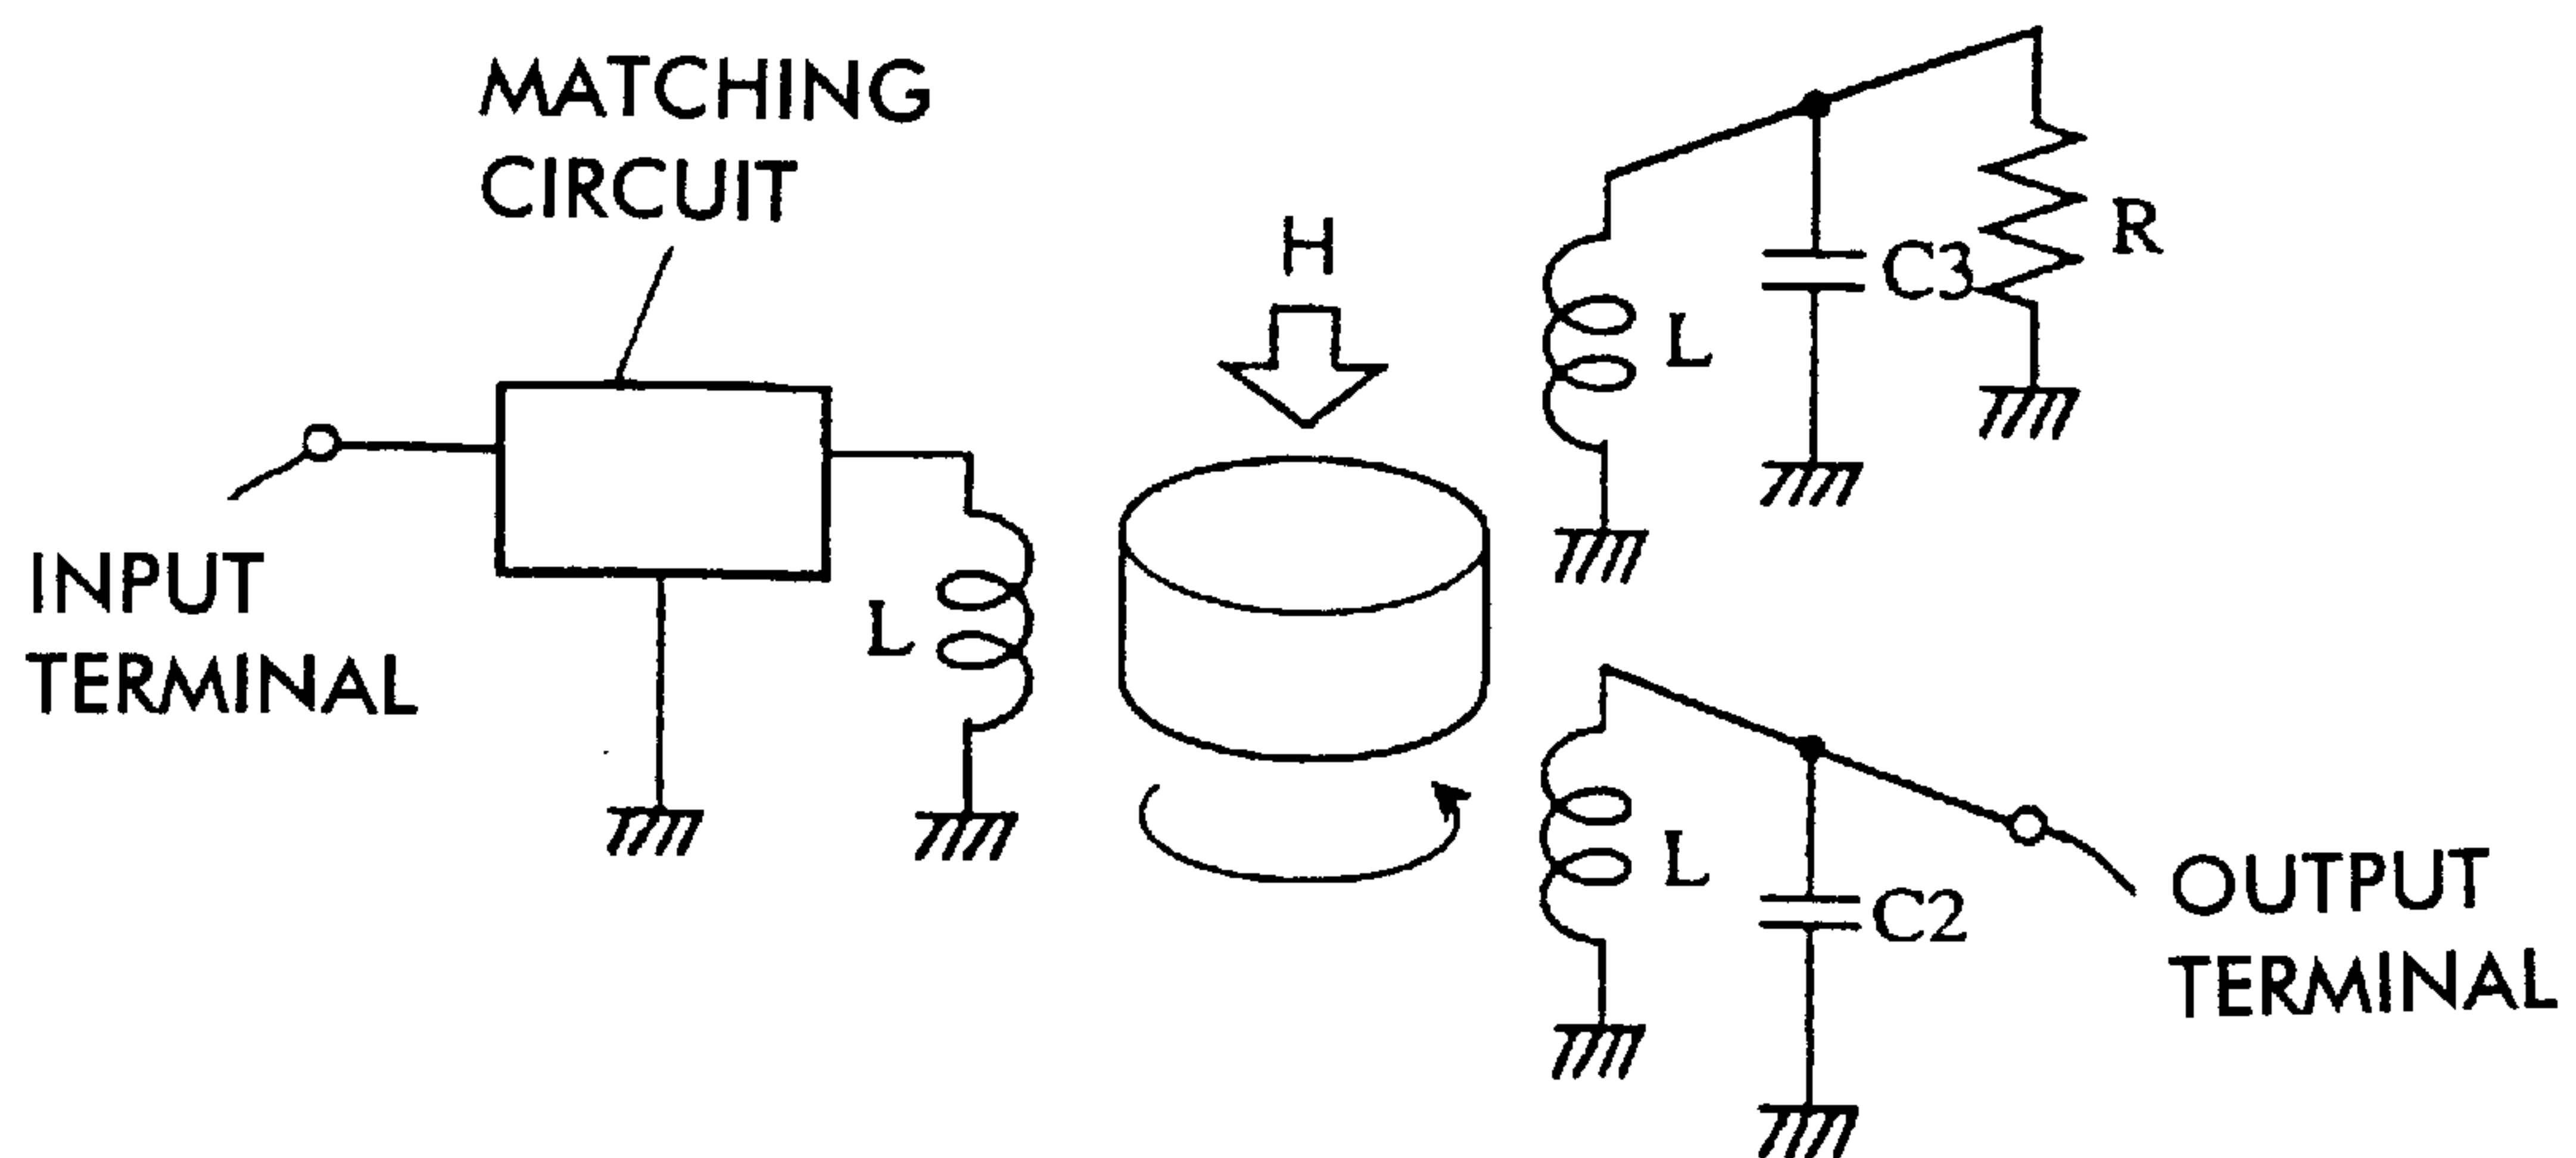 MATCHING
CIRCUIT
H
R
C3
L
INPUT
TERMINAL
L
L
C2
OUTPUT
TERMINAL